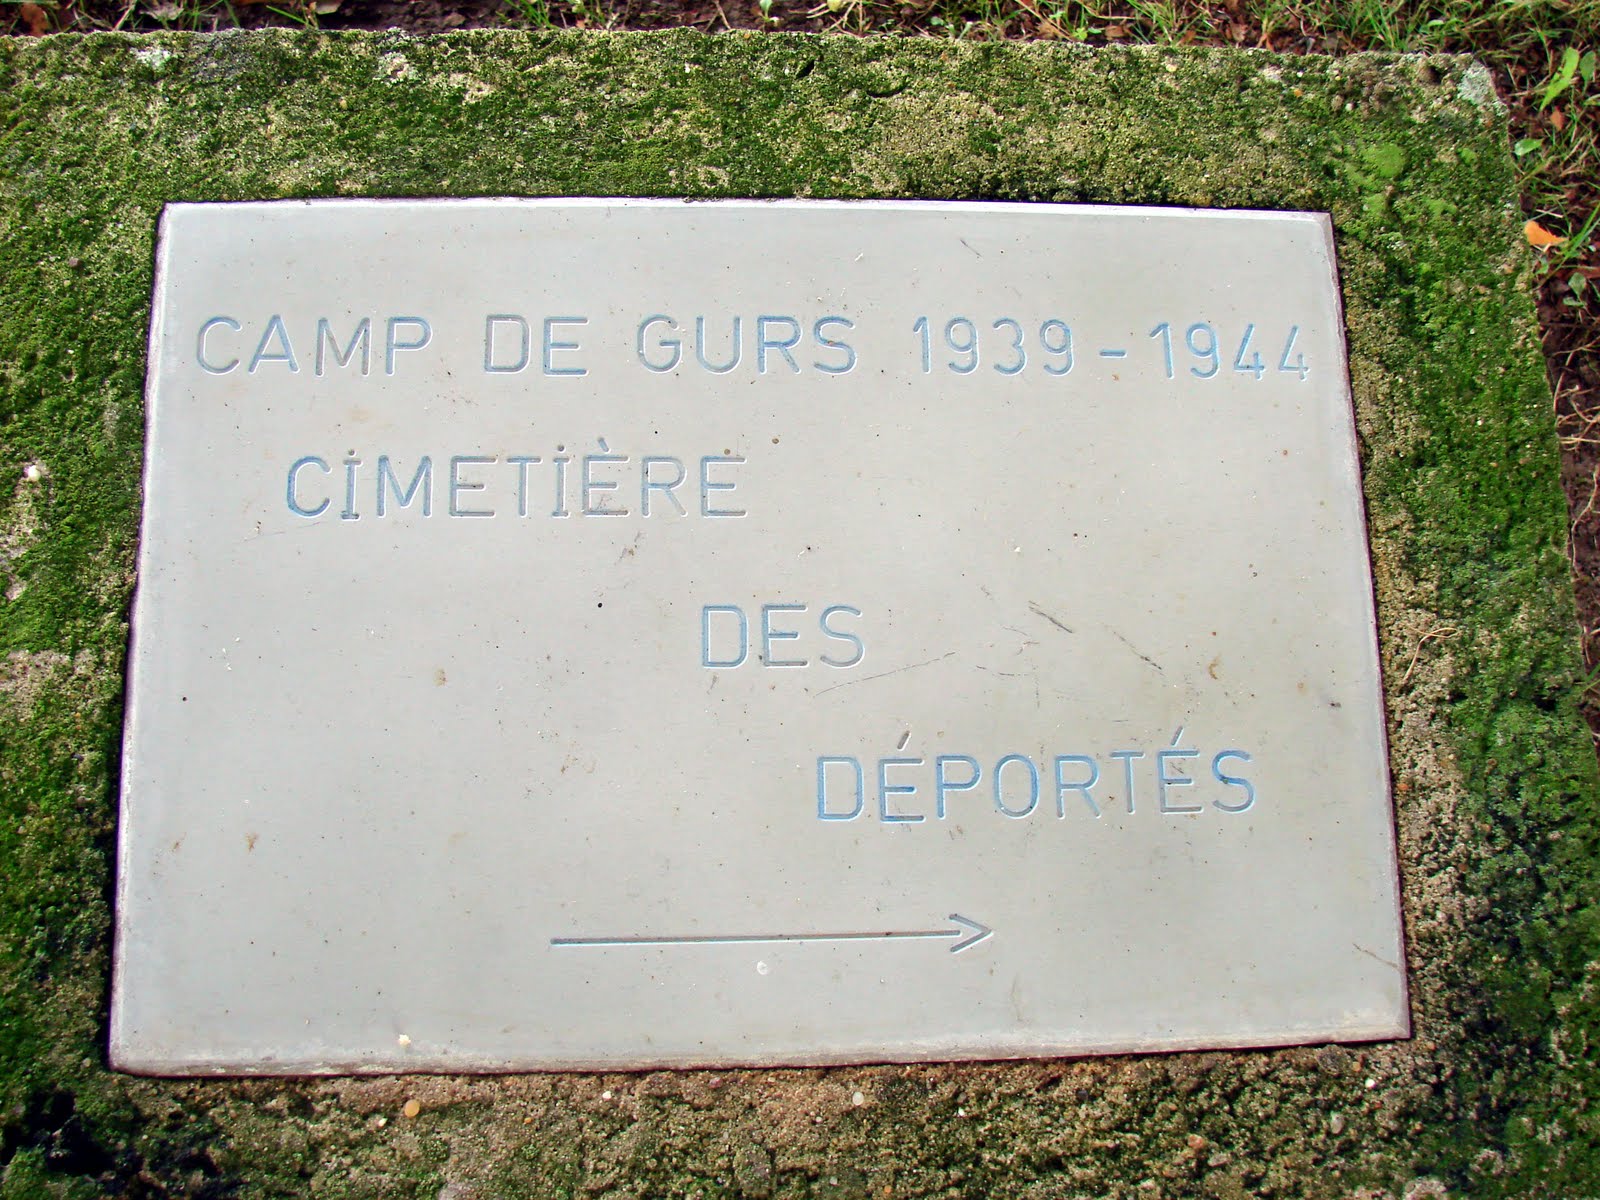 CAMP DE GURS 1939-1944
CIMETIÈRE
DES
DÉPORTÉS